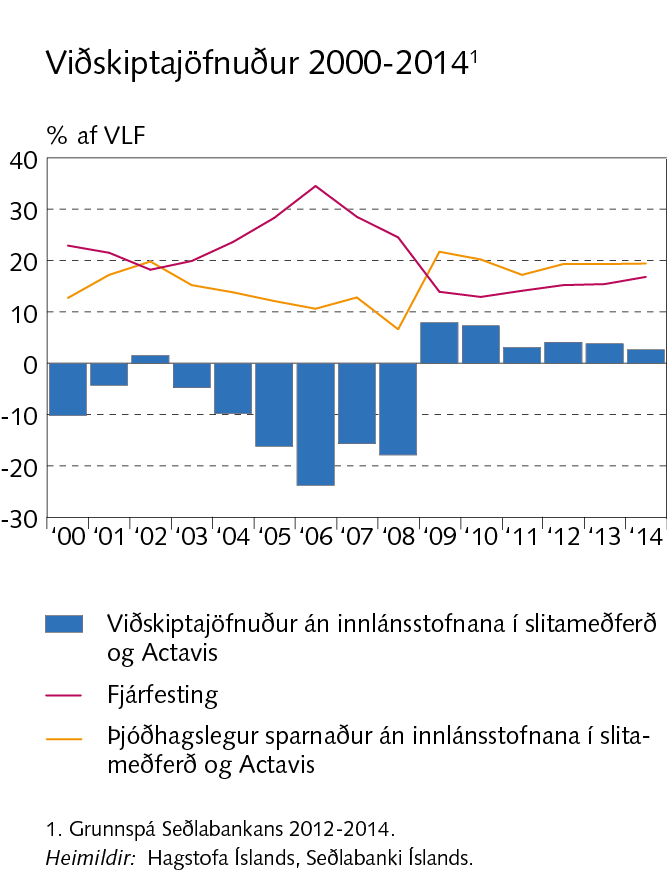 Viðskiptajöfnuður 2000-2014¹
% af VLF
40
30
20
10
0
-10
-20
-30
‘00 ‘01 ‘02 ‘03 ‘04 ‘05 ‘06 ‘07 ‘08 ‘09 ‘10 ‘11 ‘12 ‘13 ‘14
Viðskiptajöfnuður án innlánsstofnana í slitameðferð
og Actavis
Fjárfesting
Þjóðhagslegur sparnaður án innlánsstofnana í slita-
meðferð og Actavis
1. Grunnspá Seðlabankans 2012-2014.
Heimildir: Hagstofa Íslands, Seðlabanki Íslands.